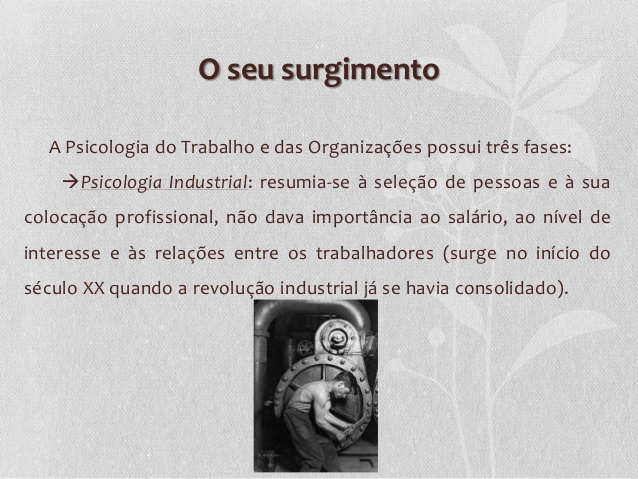 O seu surgimento
A Psicologia do Trabalho e das Organizações possui três fases:
→Psicologia Industrial: resumia-se à seleção de pessoas e à sua
colocação profissional, não dava importância ao salário, ao nível de
interesse e às relações entre os trabalhadores (surge no início do
século XX quando a revolução industrial já se havia consolidado).